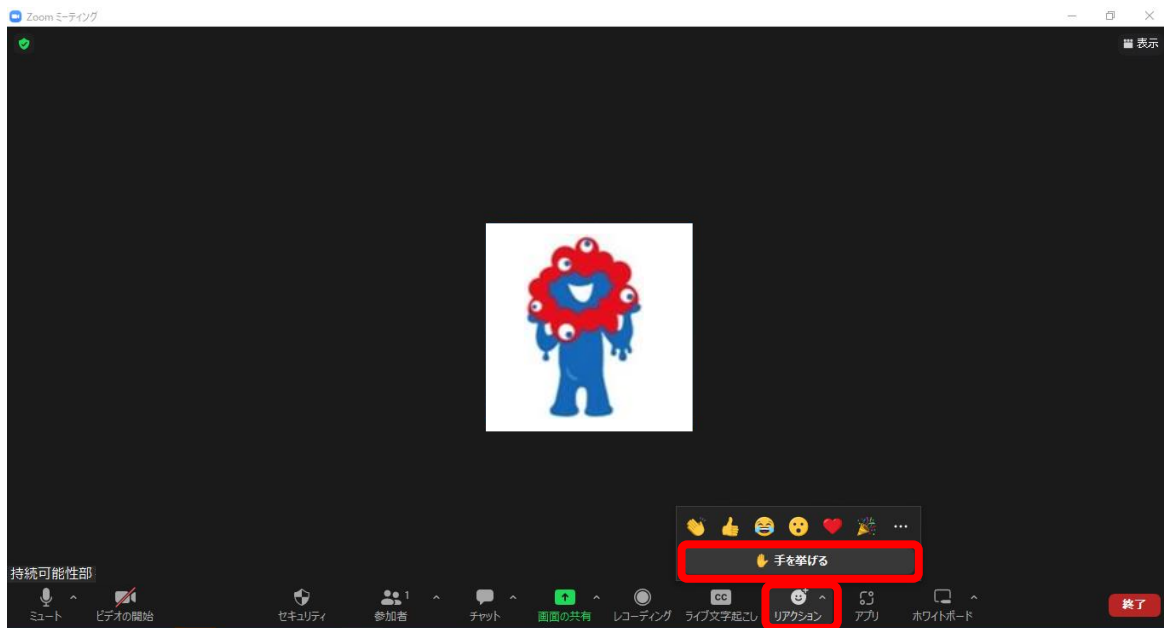 Zoom ミーティング
表示
手を挙げる
持続可能性部
ミュート
ビデオの開始
セキュリティ
1
参加者
チャット
画面の共有
レコーディング
CC
ライブ文字起こし
リアクション
アプリ
ホワイトボード
終了